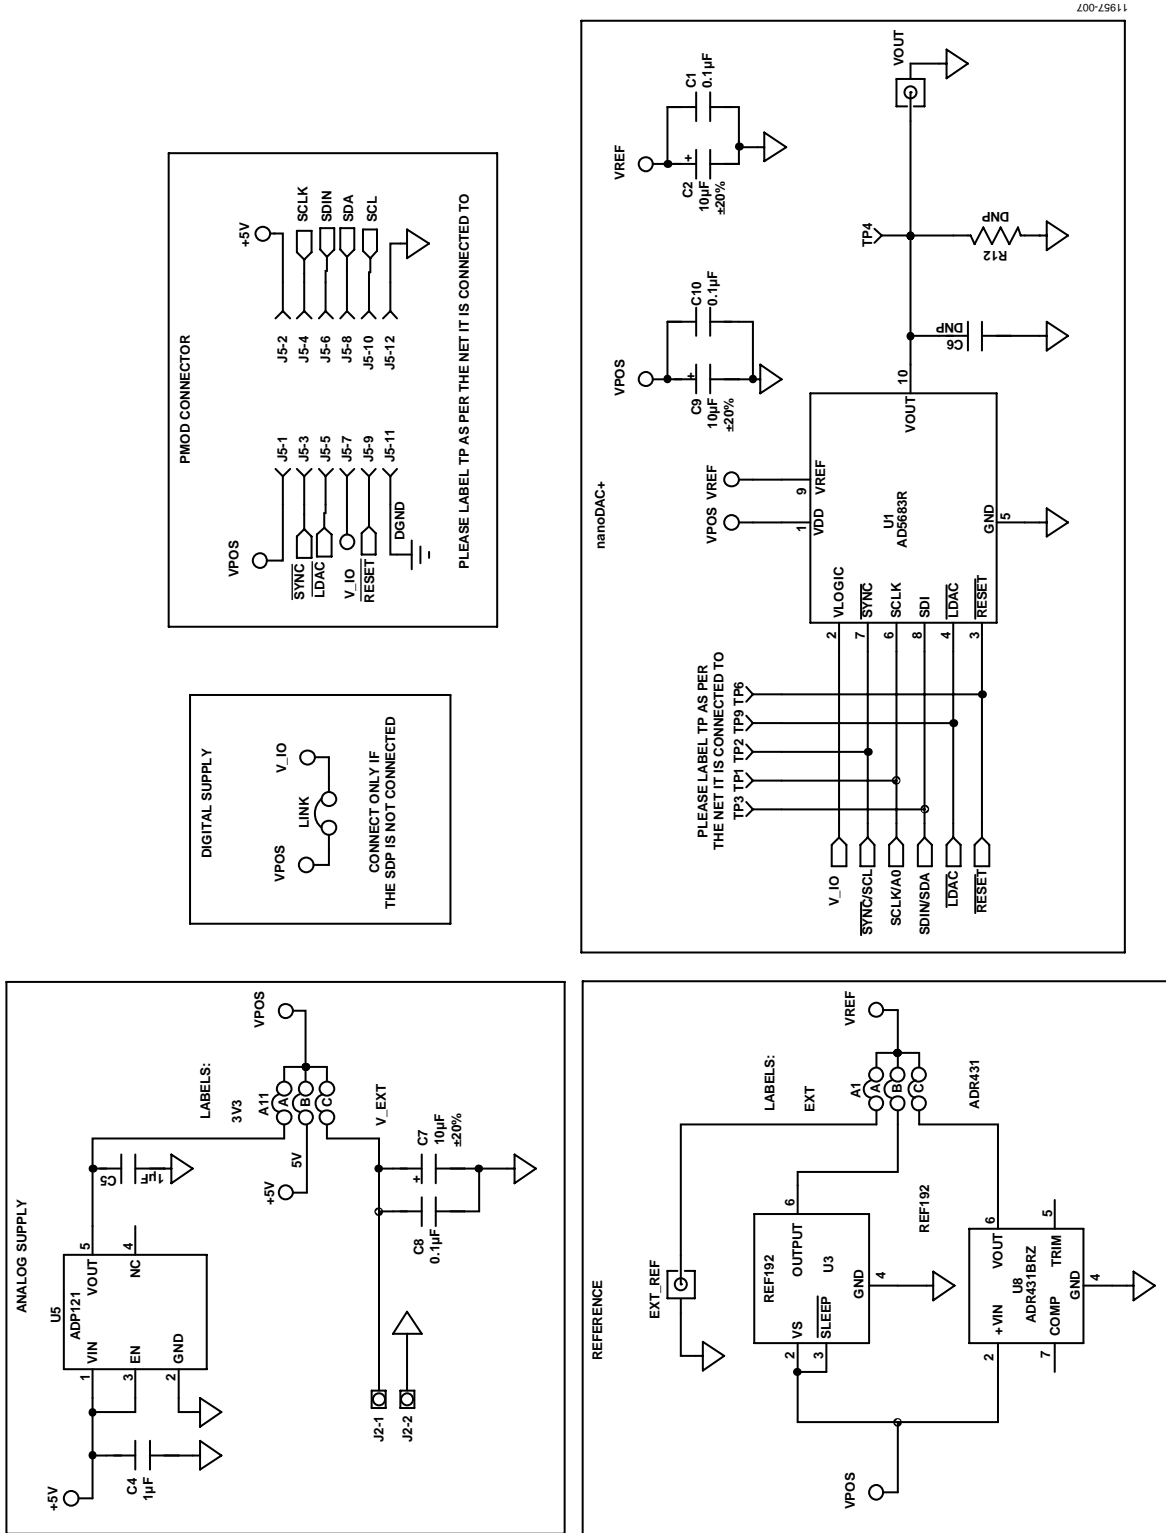 ANALOG SUPPLY
+5V
C4
1µF
U5
ADP121
VIN
EN
GND
VOUT
NC
1
3
2
5
4
C5
1µF
LABELS:
3V3
A11
A
B
C
VPOS
5V
+5V
V_EXT
C7
10µF
±20%
+
C8
0.1µF
J2-1
J2-2
DIGITAL SUPPLY
VPOS
LINK
V_IO
CONNECT ONLY IF
THE SDP IS NOT CONNECTED
PMOD CONNECTOR
VPOS
SYNC
LDAC
V_IO
RESET
DGND
J5-1
J5-3
J5-5
J5-7
J5-9
J5-11
J5-2
J5-4
J5-6
J5-8
J5-10
J5-12
+5V
SCLK
SDIN
SDA
SCL
PLEASE LABEL TP AS PER THE NET IT IS CONNECTED TO
REFERENCE
EXT_REF
VPOS
REF192
VS
SLEEP
OUTPUT
U3
GND
2
3
6
4
REF192
+VIN
VOUT
U8
ADR431BRZ
COMP
TRIM
GND
2
7
6
5
4
LABELS:
EXT
A1
A
B
C
VREF
ADR431
nanoDAC+
PLEASE LABEL TP AS PER
THE NET IT IS CONNECTED TO
TP3
TP1
TP2
TP9
TP6
V_IO
SYNC/SCL
SCLK/A0
SDIN/SDA
LDAC
RESET
2
7
6
8
4
3
VLOGIC
SYNC
SCLK
SDI
LDAC
RESET
VPOS
VREF
1
9
VDD
VREF
U1
AD5683R
GND
5
VOUT
10
VPOS
C9
10µF
±20%
+
C10
0.1µF
VREF
C2
10µF
±20%
+
C1
0.1µF
C6
DNP
TP4
R12
DNP
VOUT
11957-007